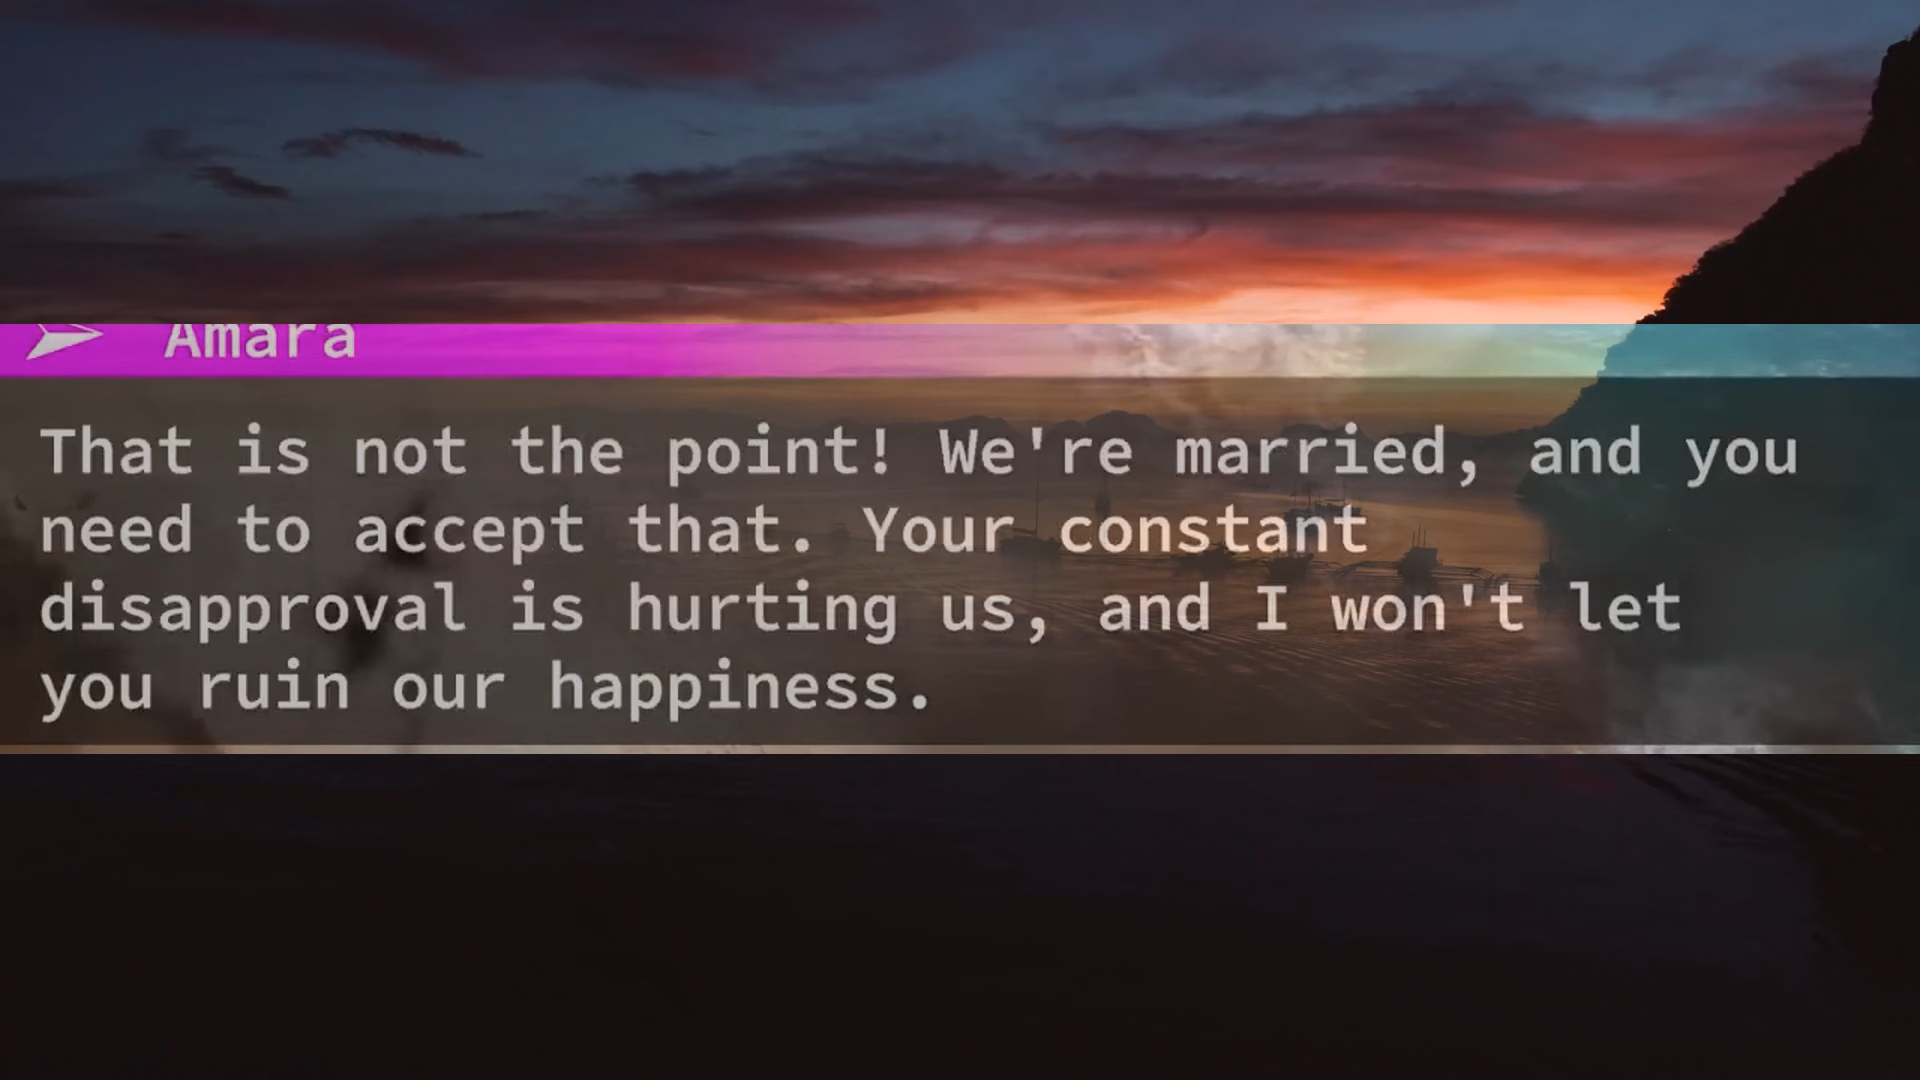 Amara
That is not the point! We're married, and you
need to accept that. Your constant
disapproval is hurting us, and I won't let
you ruin our happiness.